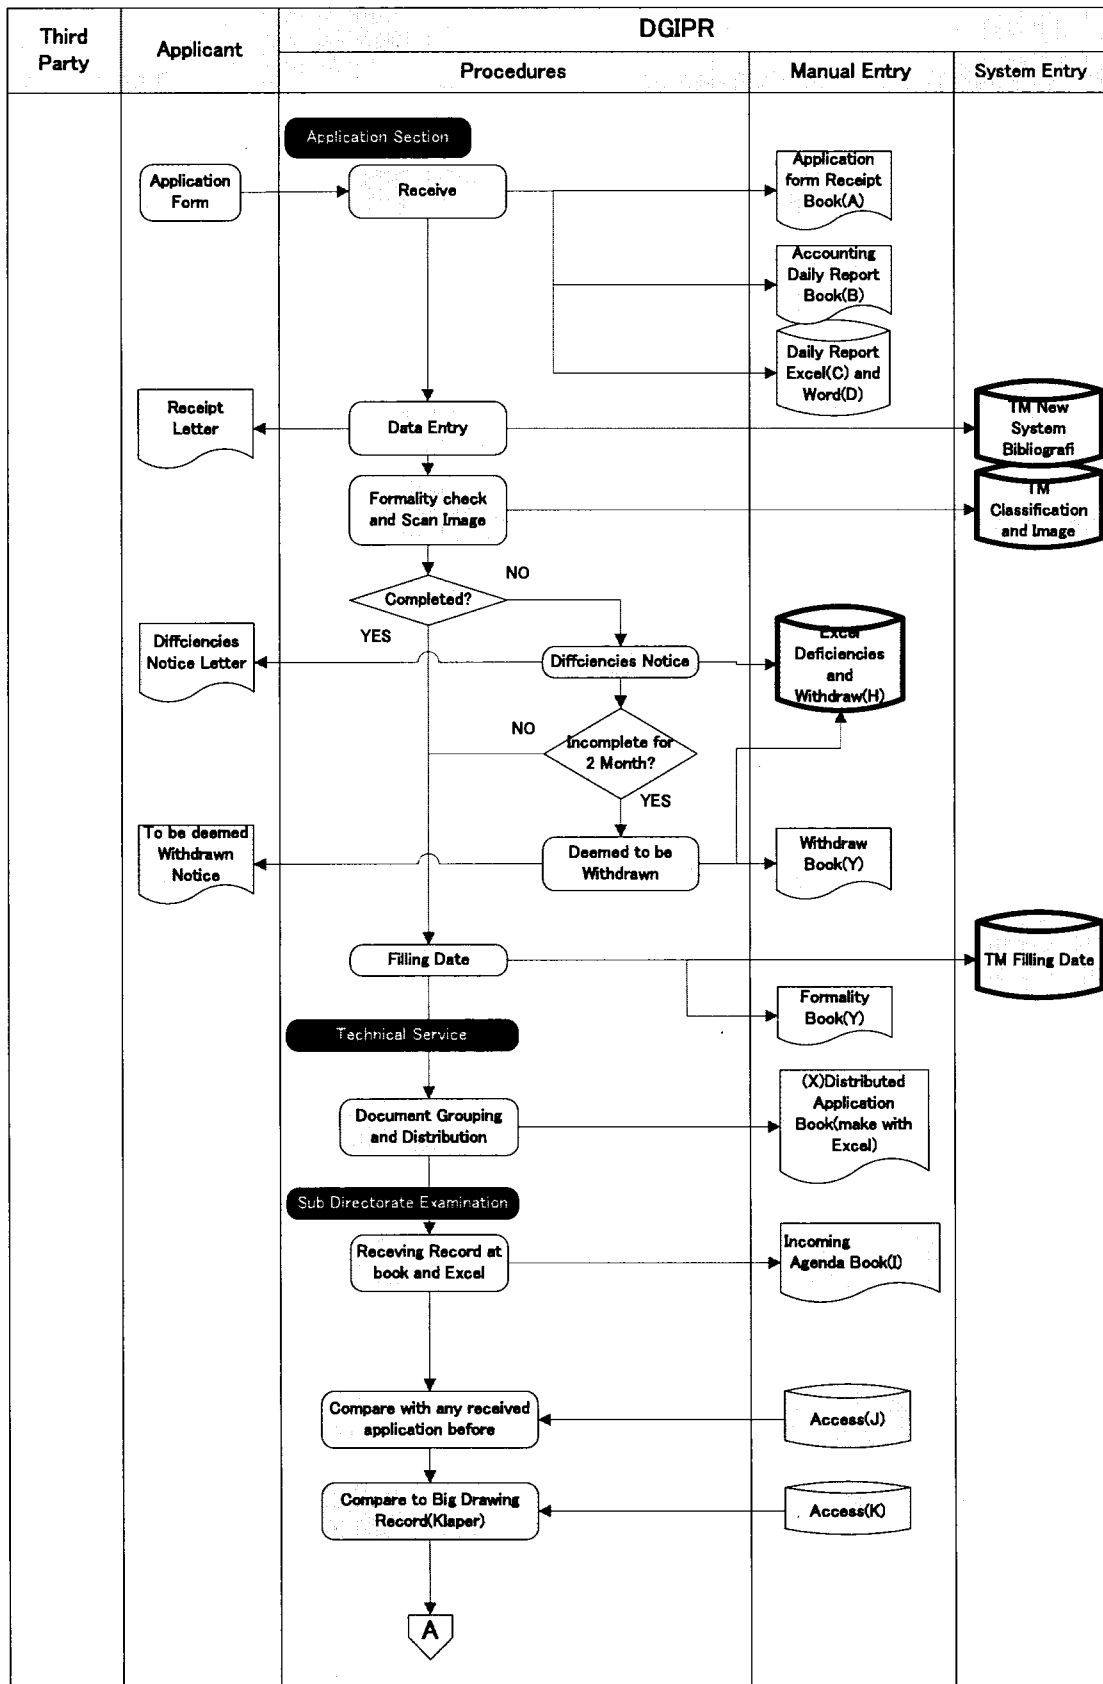 Third
Party
Applicant
DGIPR
Procedures
Manual Entry
System Entry
Application Section
Application
Form
Receive
Application
form Receipt
Book(A)
Accounting
Daily Report
Book(B)
Daily Report
Excel(C) and
Word(D)
Receipt
Letter
Data Entry
TM New
System
Bibliografi
Formality check
and Scan Image
TM
Classification
and Image
Completed?
NO
YES
Diffciencies
Notice Letter
Diffciencies Notice
Excel
Deficiencies
and
Withdraw(H)
NO
Incomplete for
2 Month?
YES
To be deemed
Withdrawn
Notice
Deemed to be
Withdrawn
Withdraw
Book(Y)
Filling Date
TM Filling Date
Formality
Book(Y)
Technical Service
Document Grouping
and Distribution
(X)Distributed
Application
Book(make with
Excel)
Sub Directorate Examination
Receving Record at
book and Excel
Incoming
Agenda Book(I)
Compare with any received
application before
Access(J)
Compare to Big Drawing
Record(Klaper)
Access(K)
A